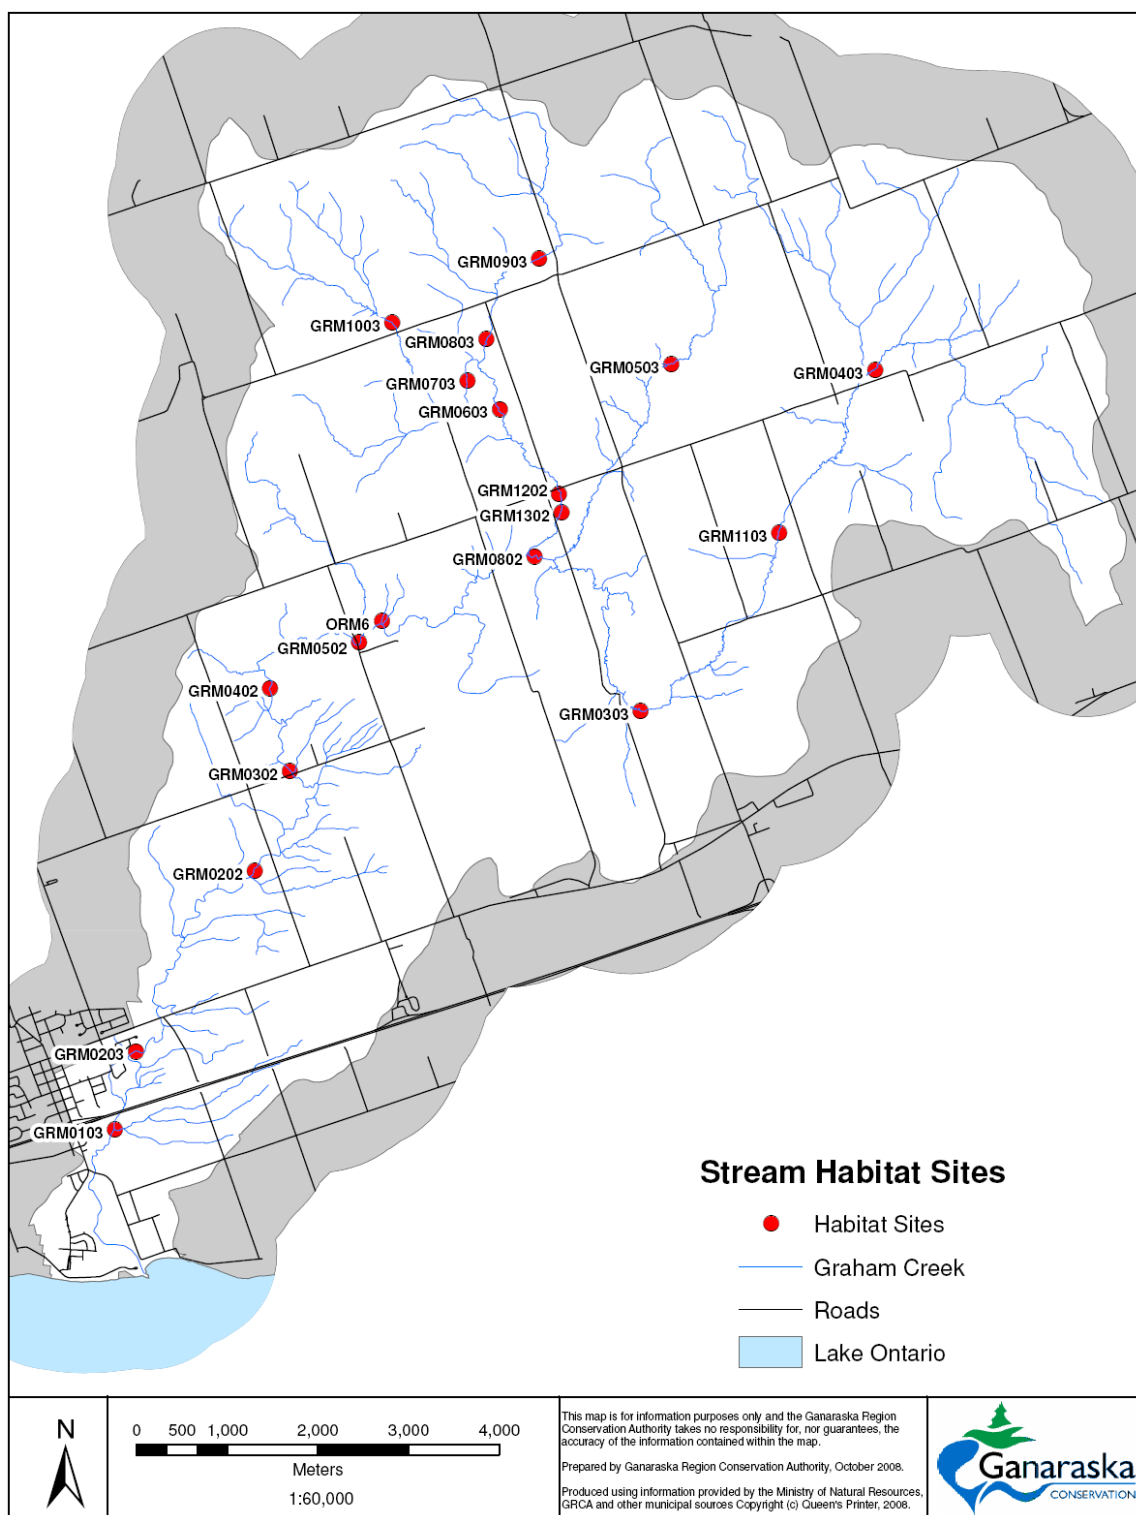 GRM0903
GRM1003
GRM0803
GRM0503
GRM0403
GRM0703
GRM0603
GRM1202
GRM1302
GRM1103
GRM0802
ORM6
GRM0502
GRM0402
GRM0303
GRM0302
GRM0202
GRM0203
GRM0103
Stream Habitat Sites
Habitat Sites
Graham Creek
Roads
Lake Ontario
N
0 500 1,000 2,000 3,000 4,000
Meters
1:60,000
This map is for information purposes only and the Ganaraska Region
Conservation Authority takes no responsibility for, nor guarantees, the
accuracy of the information contained within the map.
Prepared by Ganaraska Region Conservation Authority, October 2008.
Produced using information provided by the Ministry of Natural Resources,
GRCA and other municipal sources Copyright (c) Queen's Printer, 2008.
Ganaraska
CONSERVATION